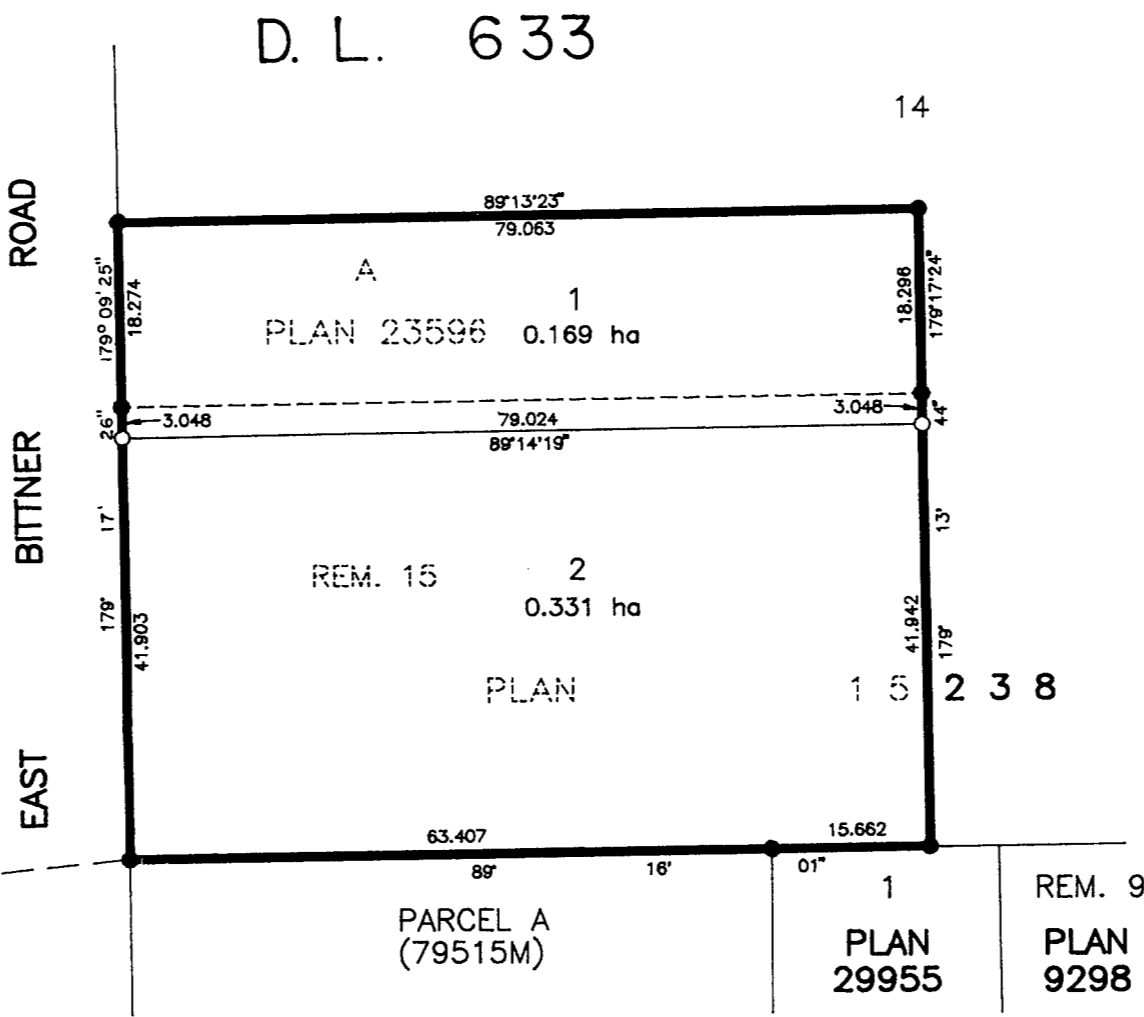 D. L. 633
14
ROAD
89°13'23"
79.063
179° 09' 25"
18.274
A
1
PLAN 23596
0.169 ha
18.296
179°17'24"
3.048
79.024
3.048
89°14'19"
26"
44"
BITTNER
17'
13'
REM. 15
2
0.331 ha
179°
41.903
41.942
179°
PLAN
1 5 2 3 8
EAST
63.407
15.662
89°
16'
01"
PARCEL A
(79515M)
1
PLAN
29955
REM. 9
PLAN
9298